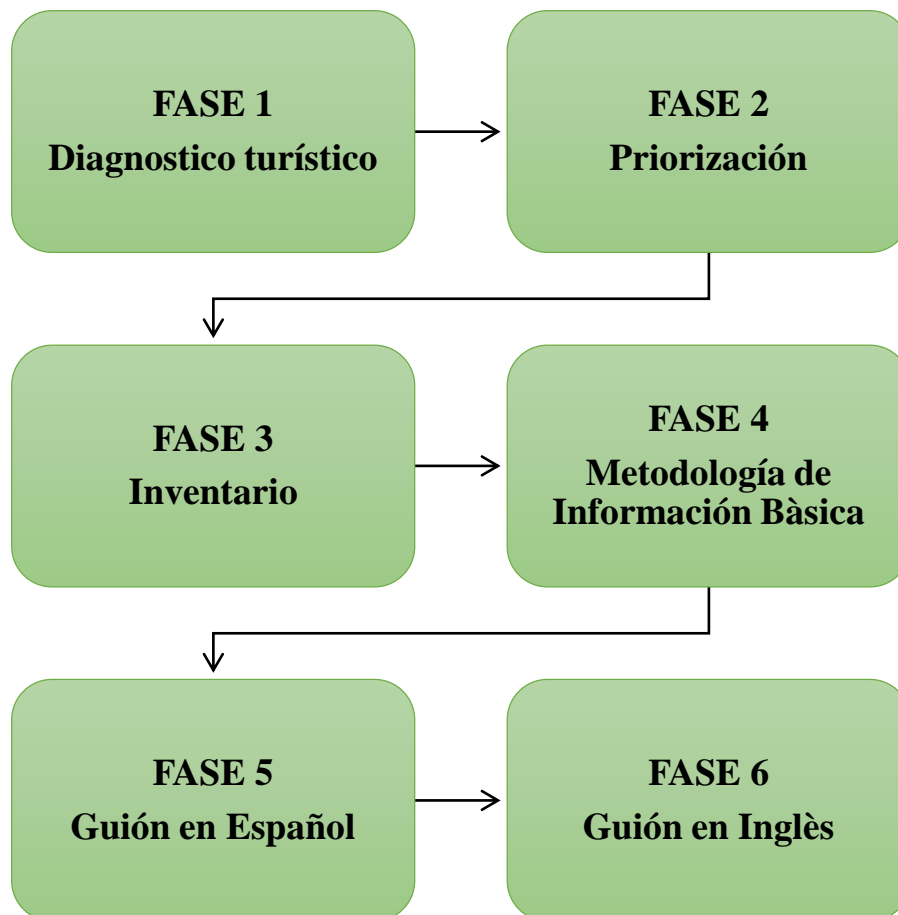 FASE 1
Diagnostico turístico
FASE 2
Priorización
FASE 3
Inventario
FASE 4
Metodología de
Información Bàsica
FASE 5
Guión en Español
FASE 6
Guión en Inglès